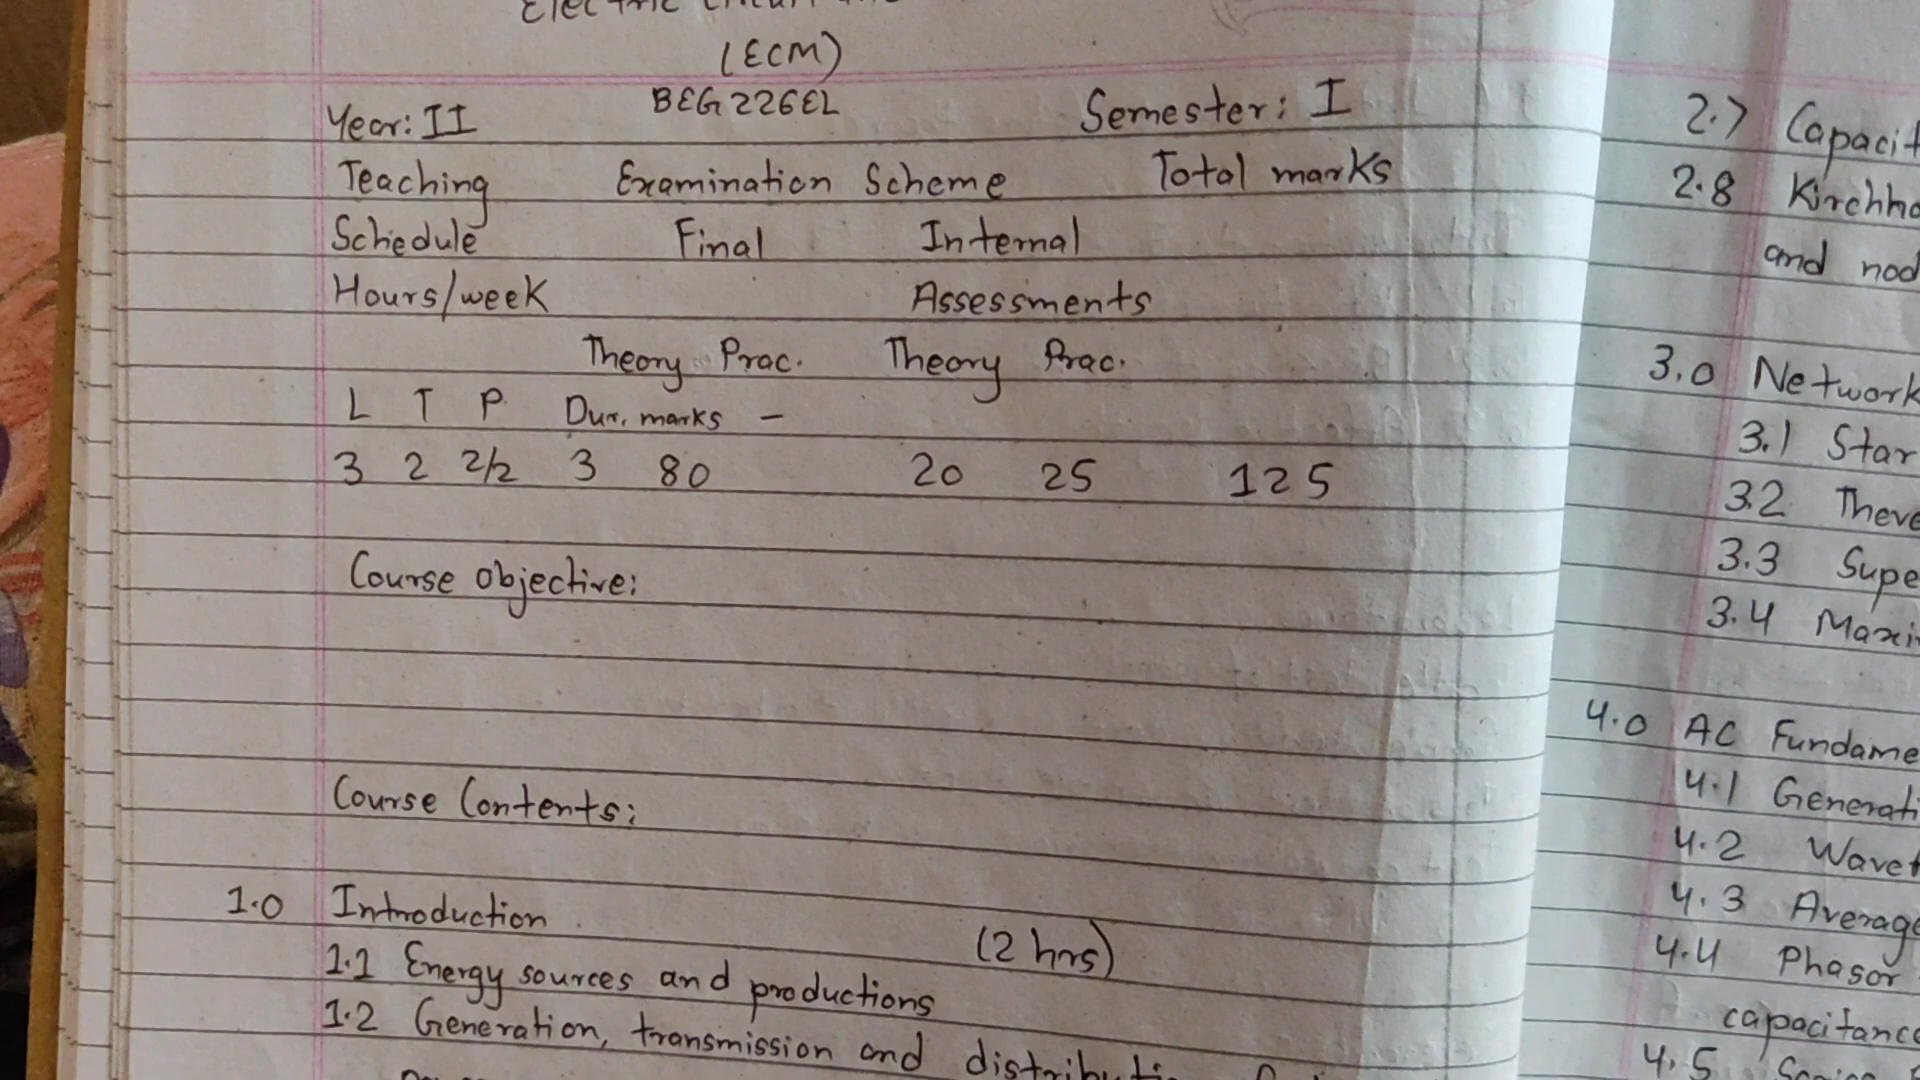 Electric
(ECM)
BEG226EL
Year: II Semester: I
Teaching Examination Scheme Total marks
Schedule Final Internal
Hours/week Assessments
Theory Prac. Theory Prac.
L T P Dur. marks -
3 2 2/2 3 80 20 25 125
Course objective:
Course Contents:
1.0 Introduction (2 hrs)
1.1 Energy sources and productions
1.2 Generation, transmission and
2.7 Capacit
2.8 Kirchho
and nod
3.0 Network
3.1 Star
3.2 Theve
3.3 Supe
3.4 Maxi
4.0 AC Fundame
4.1 Generati
4.2 Wavef
4.3 Average
4.4 Phasor
capacitance
4.5